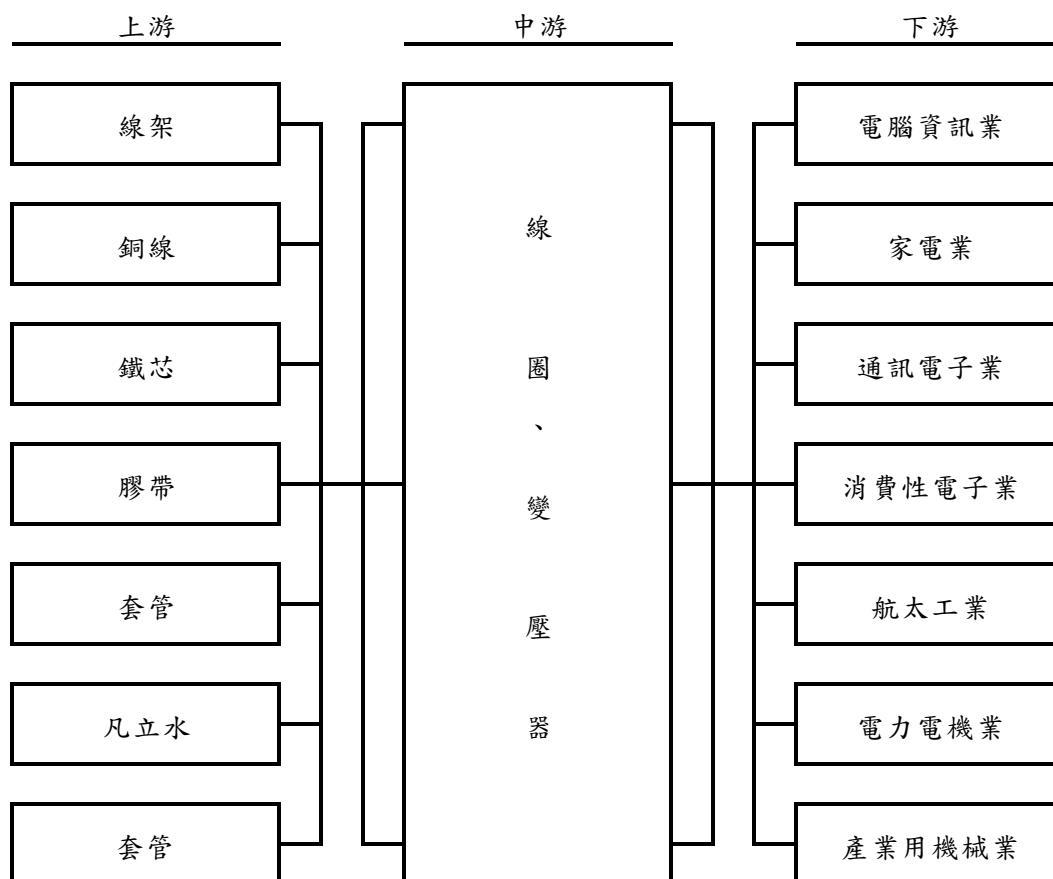 上游 中游 下游
線架
銅線
鐵芯
膠帶
套管
凡立水
套管
線圈、變壓器
電腦資訊業
家電業
通訊電子業
消費性電子業
航太工業
電力電機業
產業用機械業